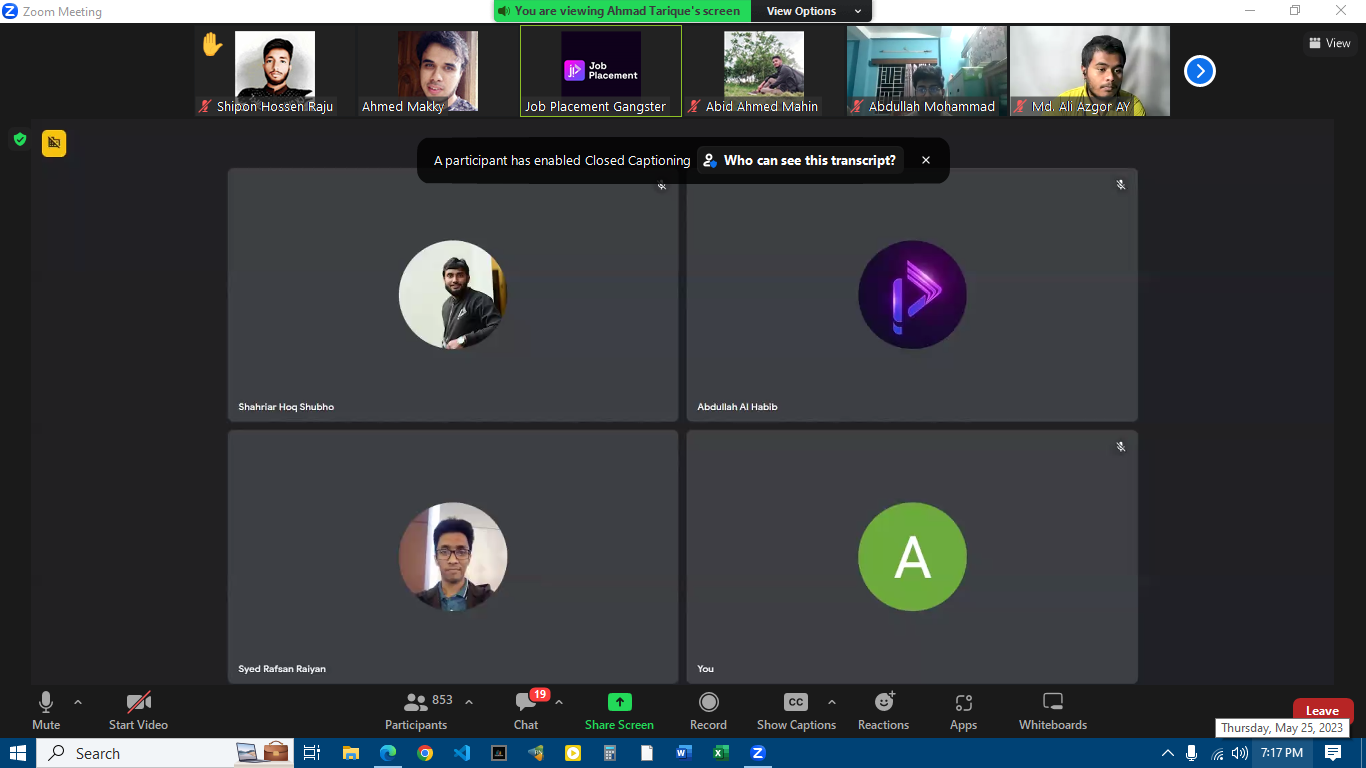 Zoom Meeting
You are viewing Ahmad Tarique's screen
View Options
Shipon Hossen Raju
Ahmed Makky
Job
Placement
Job Placement Gangster
Abid Ahmed Mahin
Abdullah Mohammad
Md. Ali Azgor AY
View
A participant has enabled Closed Captioning
Who can see this transcript?
Shahriar Hoq Shubho
Abdullah Al Habib
A
Syed Rafsan Raiyan
You
Mute
Start Video
853
Participants
19
Chat
Share Screen
Record
CC
Show Captions
Reactions
Apps
Whiteboards
Leave
Thursday, May 25, 2023
Search
7:17 PM